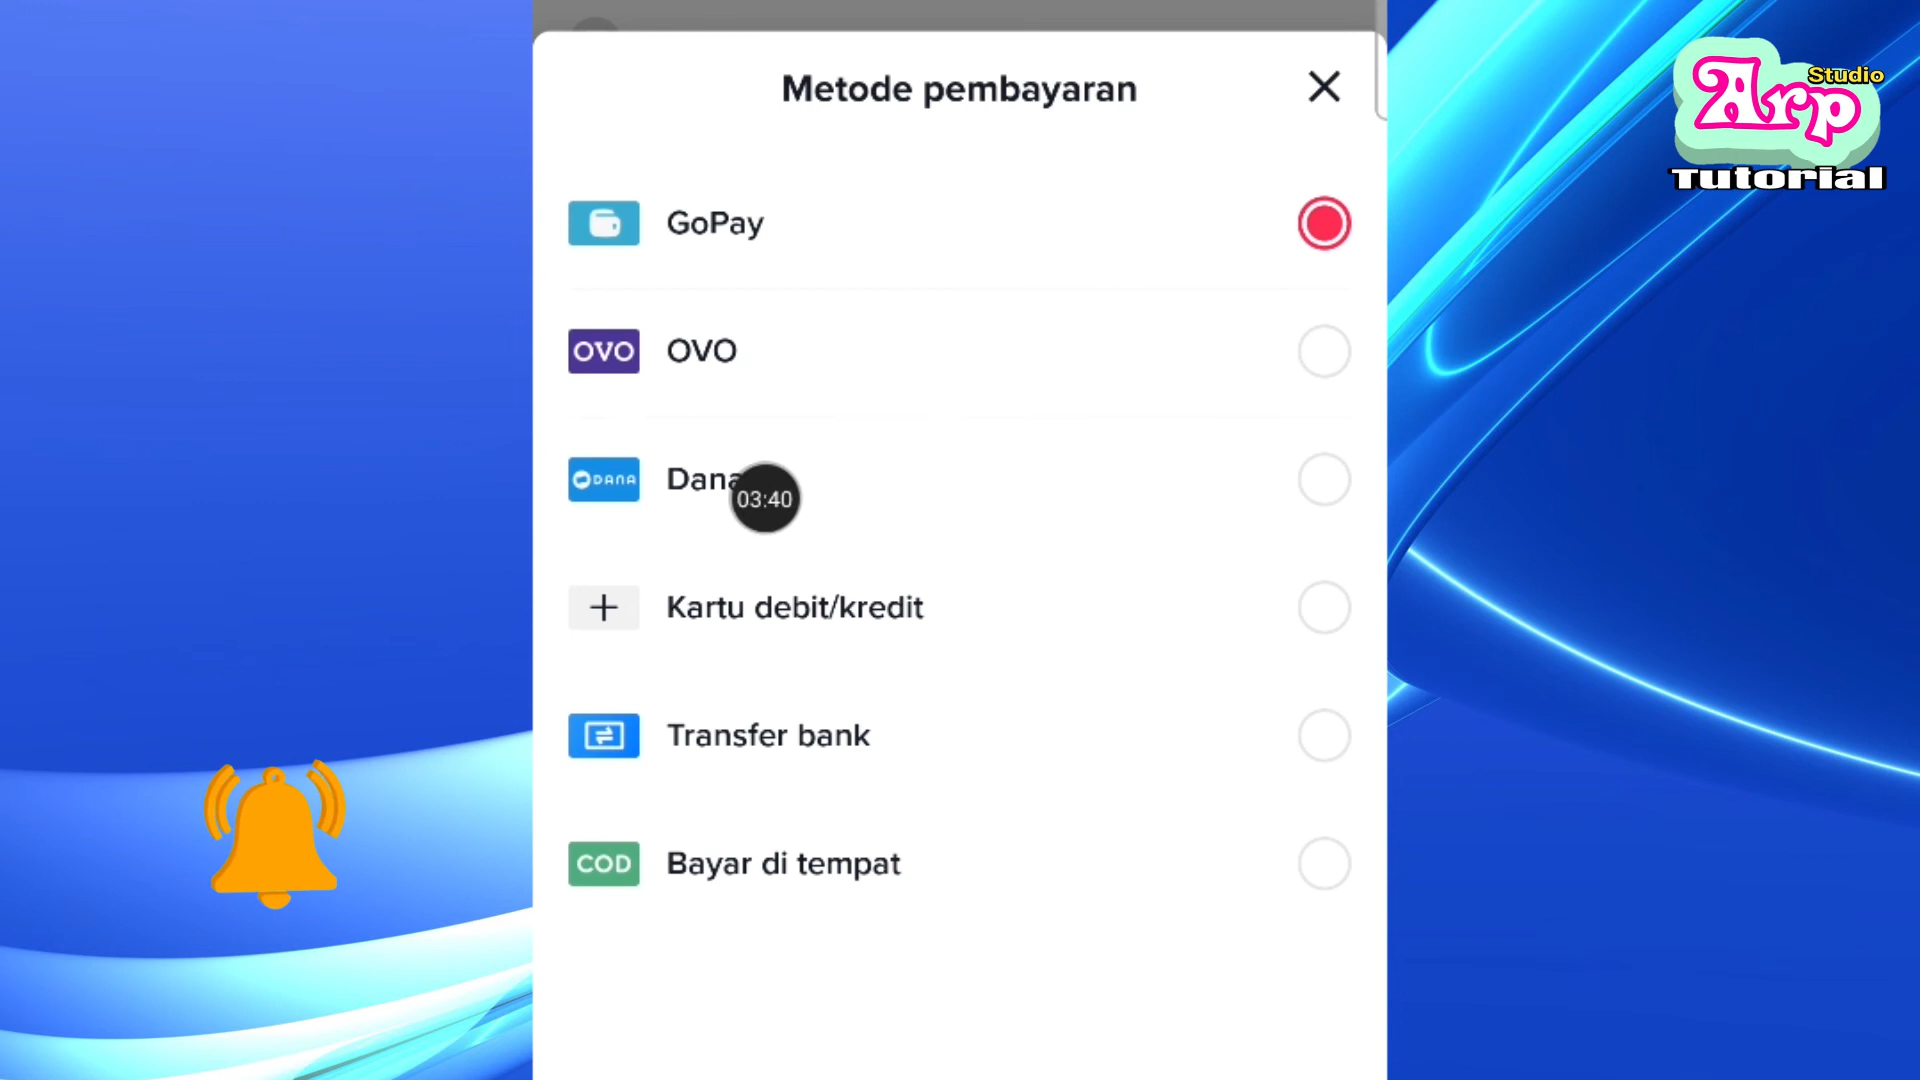 Metode pembayaran
Studio
Arp
Tutorial
GoPay
OVO OVO
DANA Dana
03:40
Kartu debit/kredit
Transfer bank
COD Bayar di tempat